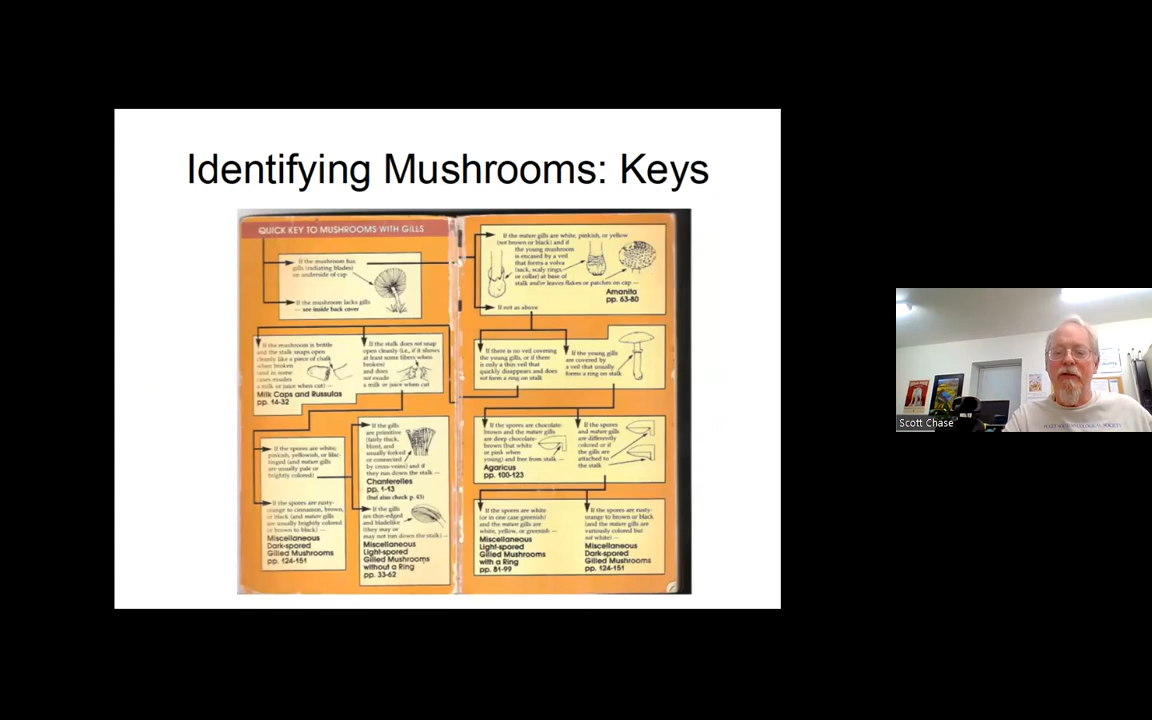 Identifying Mushrooms: Keys
QUICK KEY TO MUSHROOMS WITH GILLS
If the mushroom has
gills (radiating blades)
on underside of cap
If the mushroom lacks gills
— see inside back cover
If the mushroom is brittle
and the stalk snaps open
cleanly like a piece of chalk
when broken
(and in some
cases exudes
a milk or juice when cut) —
Milk Caps and Russulas
pp. 14-32
If the stalk does not snap
open cleanly (i.e., if it shows
at least some fibers when
broken)
and does
not exude
a milk or juice when cut
If the spores are white,
pinkish, yellowish, or lilac-
tinged (and mature gills
are usually pale or
brightly colored)
If the spores are rusty-
orange to cinnamon, brown,
or black (and mature gills
are usually brightly colored
or brown to black) —
Miscellaneous
Dark-spored
Gilled Mushrooms
pp. 124-151
If the gills
are primitive
(fairly thick,
blunt, and
usually forked
or connected
by cross-veins) and if
they run down the stalk —
Chanterelles
pp. 1-13
(but also check p. 43)
If the gills
are thin-edged
and bladelike
(they may or
may not run down the stalk) —
Miscellaneous
Light-spored
Gilled Mushrooms
without a Ring
pp. 33-62
If the mature gills are white, pinkish, or yellow
(not brown or black) and if
the young mushroom
is encased by a veil
that forms a volva
(sack, scaly rings,
or collar) at base of
stalk and/or leaves flakes or patches on cap —
Amanita
pp. 63-80
If not as above
If there is no veil covering
the young gills, or if there
is only a thin veil that
quickly disappears and does
not form a ring on stalk
If the young gills
are covered by
a veil that usually
forms a ring on stalk
If the spores are chocolate-
brown and the mature gills
are deep chocolate-
brown (but white
or pink when
young) and free from stalk —
Agaricus
pp. 100-123
If the spores
and mature gills
are differently
colored or if
the gills are
attached to
the stalk
If the spores are white
(or in one case greenish)
and the mature gills are
white, yellow, or greenish —
Miscellaneous
Light-spored
Gilled Mushrooms
with a Ring
pp. 81-99
If the spores are rusty-
orange to brown or black
(and the mature gills are
variously colored but
not white) —
Miscellaneous
Dark-spored
Gilled Mushrooms
pp. 124-151
Scott Chase